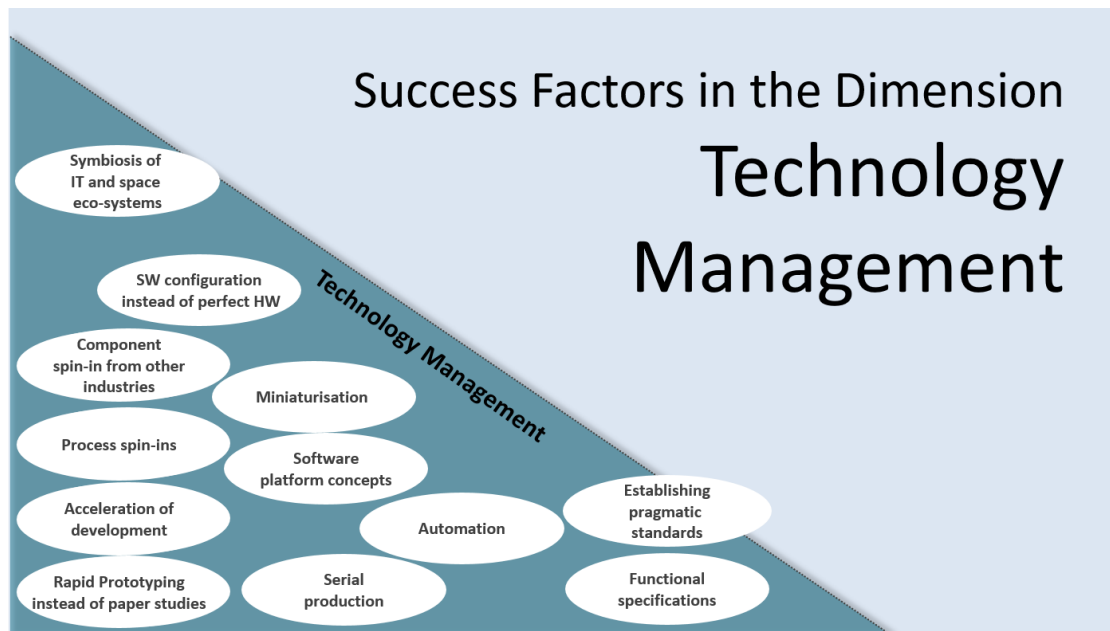 Success Factors in the Dimension
Technology
Management
Symbiosis of
IT and space
eco-systems
SW configuration
instead of perfect HW
Technology Management
Component
spin-in from other
industries
Miniaturisation
Process spin-ins
Software
platform concepts
Establishing
pragmatic
standards
Acceleration of
development
Automation
Rapid Prototyping
instead of paper studies
Serial
production
Functional
specifications